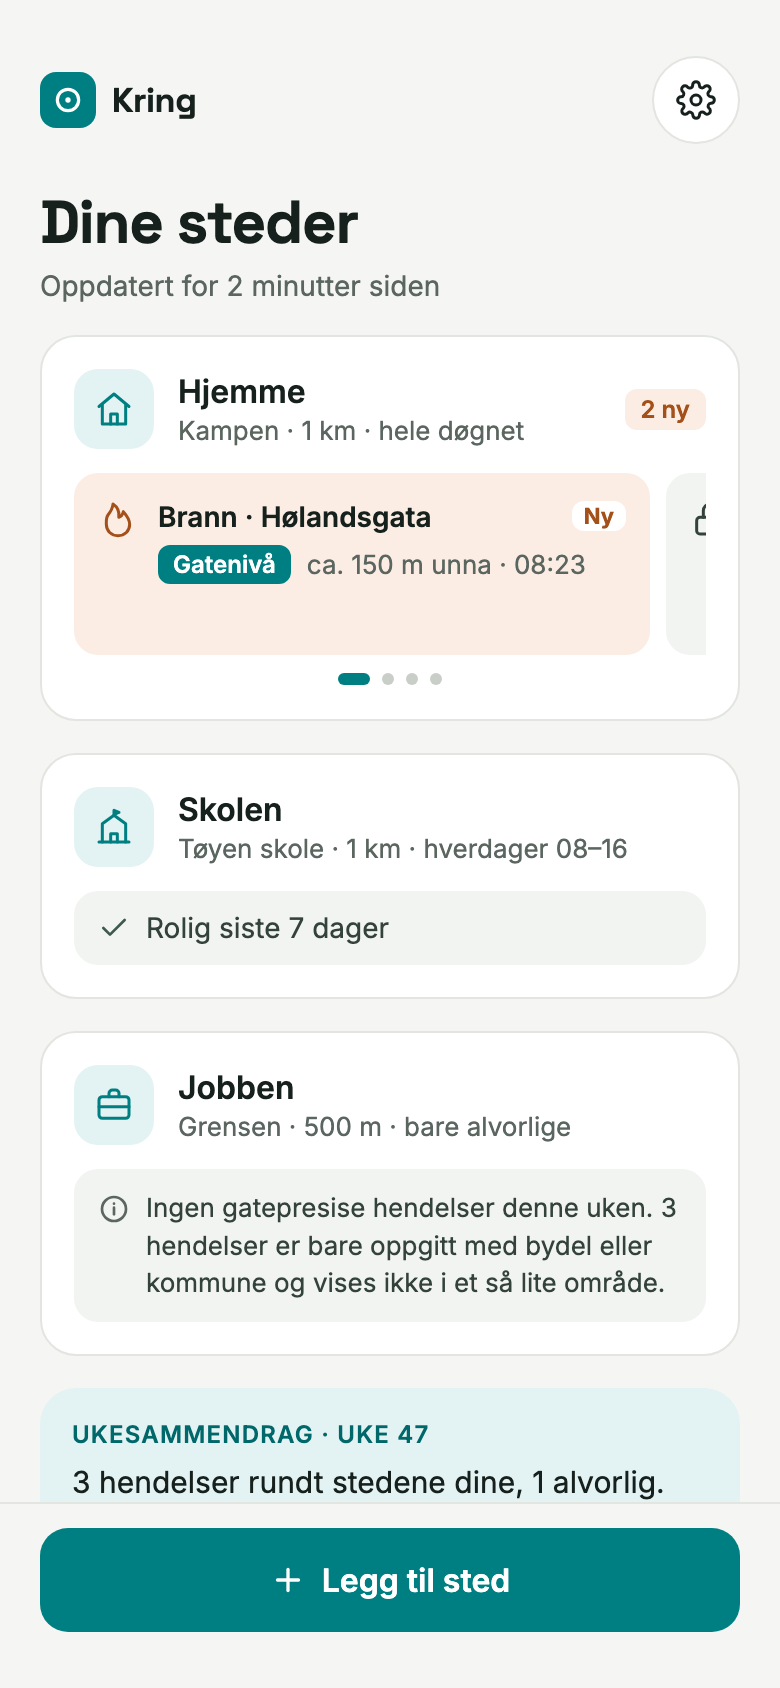 Kring
Dine steder
Oppdatert for 2 minutter siden
Hjemme
Kampen · 1 km · hele døgnet
2 ny
Brann · Hølandsgata
Ny
Gatenivå ca. 150 m unna · 08:23
Skolen
Tøyen skole · 1 km · hverdager 08–16
Rolig siste 7 dager
Jobben
Grensen · 500 m · bare alvorlige
Ingen gatepresise hendelser denne uken. 3
hendelser er bare oppgitt med bydel eller
kommune og vises ikke i et så lite område.
UKESAMMENDRAG · UKE 47
3 hendelser rundt stedene dine, 1 alvorlig.
Legg til sted